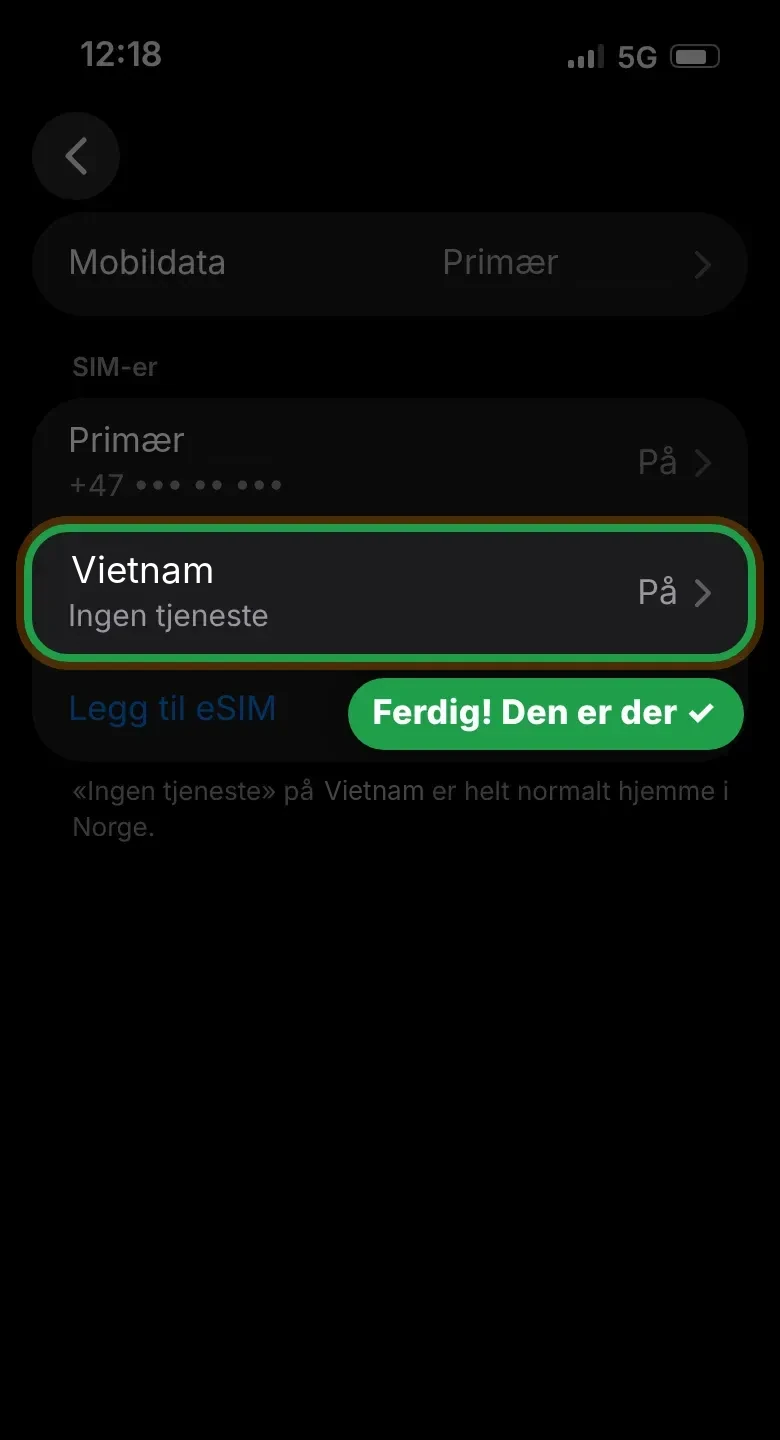 12:18
5G
Mobildata Primær
SIM-er
Primær
+47 ••• •• •••
På
Vietnam
Ingen tjeneste
På
Legg til eSIM
Ferdig! Den er der ✓
«Ingen tjeneste» på Vietnam er helt normalt hjemme i
Norge.